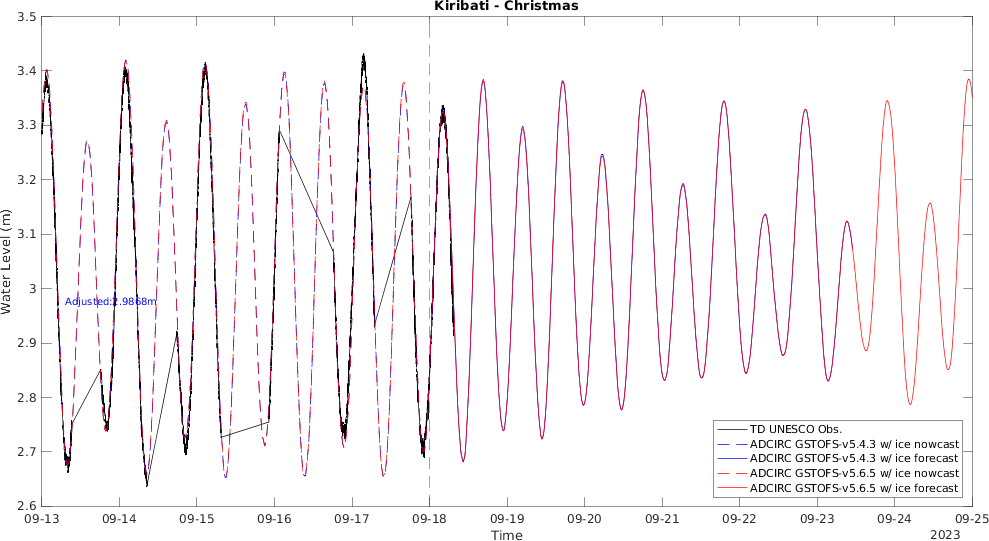 Kiribati - Christmas
3.5
3.4
3.3
3.2
3.1
3
2.9
2.8
2.7
2.6
Water Level (m)
Adjusted:2.9868m
TD UNESCO Obs.
ADCIRC GSTOFS-v5.4.3 w/ ice nowcast
ADCIRC GSTOFS-v5.4.3 w/ ice forecast
ADCIRC GSTOFS-v5.6.5 w/ ice nowcast
ADCIRC GSTOFS-v5.6.5 w/ ice forecast
09-13 09-14 09-15 09-16 09-17 09-18 09-19 09-20 09-21 09-22 09-23 09-24 09-25
Time
2023